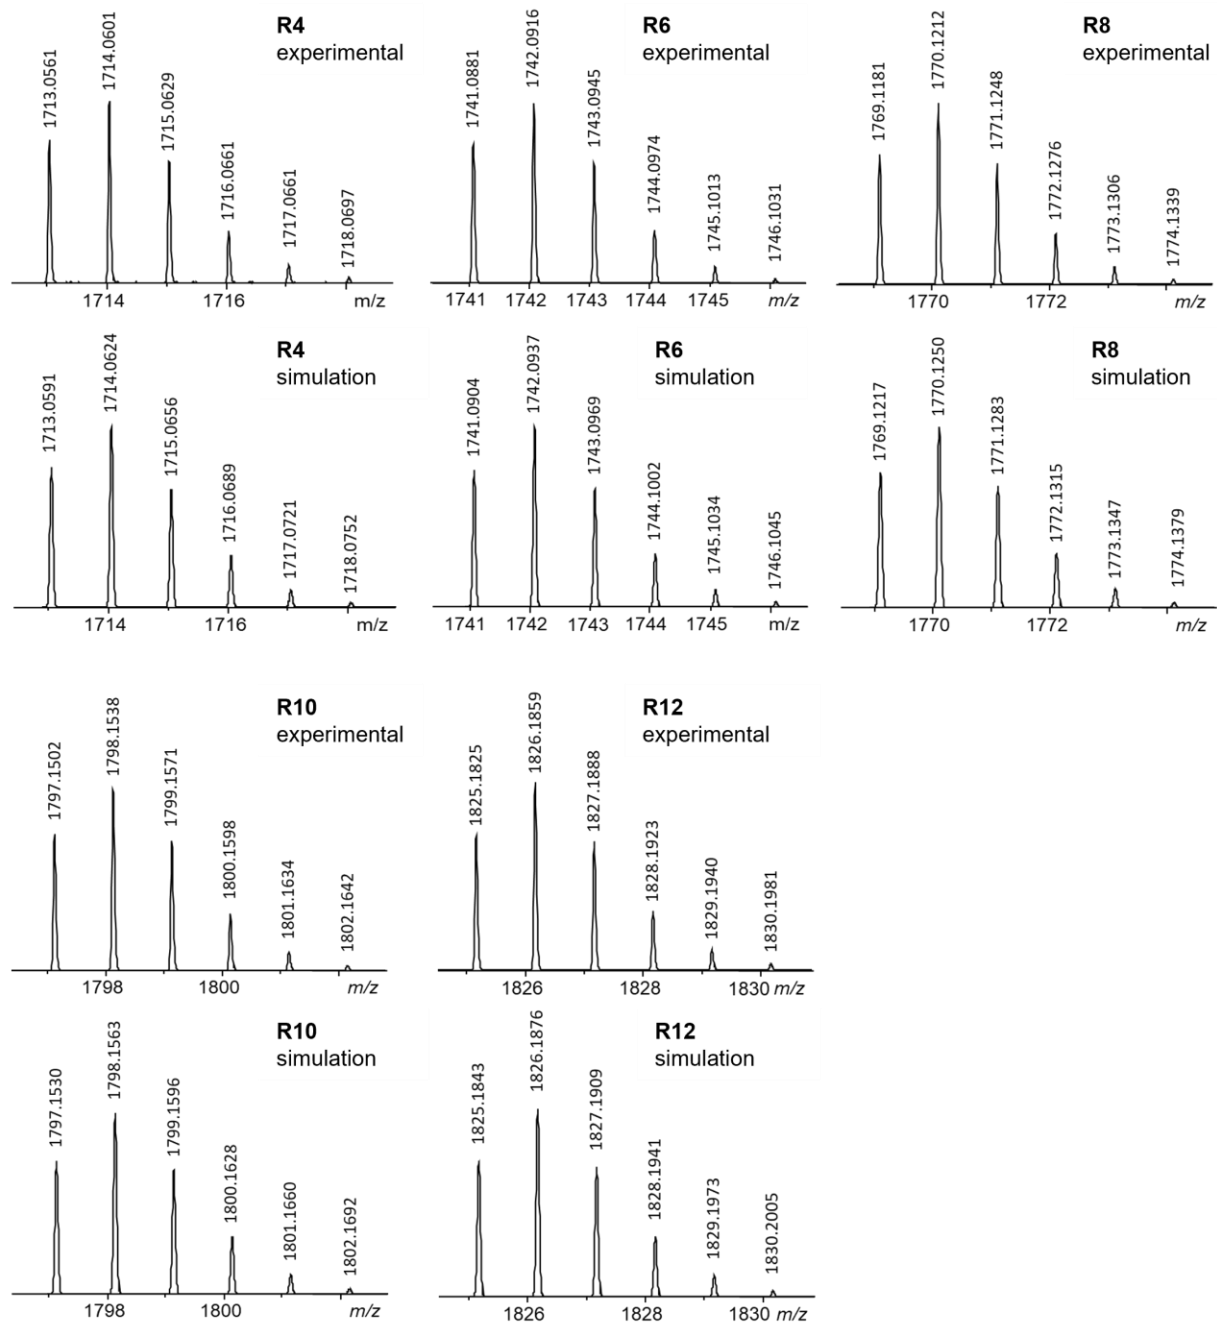 R4
experimental
1713.0561
1714.0601
1715.0629
1716.0661
1717.0661
1718.0697
1714
1716
m/z
R6
experimental
1741.0881
1742.0916
1743.0945
1744.0974
1745.1013
1746.1031
1741
1742
1743
1744
1745
m/z
R8
experimental
1769.1181
1770.1212
1771.1248
1772.1276
1773.1306
1774.1339
1770
1772
m/z
R4
simulation
1713.0591
1714.0624
1715.0656
1716.0689
1717.0721
1718.0752
1714
1716
m/z
R6
simulation
1741.0904
1742.0937
1743.0969
1744.1002
1745.1034
1746.1045
1741
1742
1743
1744
1745
m/z
R8
simulation
1769.1217
1770.1250
1771.1283
1772.1315
1773.1347
1774.1379
1770
1772
m/z
R10
experimental
1797.1502
1798.1538
1799.1571
1800.1598
1801.1634
1802.1642
1798
1800
m/z
R12
experimental
1825.1825
1826.1859
1827.1888
1828.1923
1829.1940
1830.1981
1826
1828
1830 m/z
R10
simulation
1797.1530
1798.1563
1799.1596
1800.1628
1801.1660
1802.1692
1798
1800
m/z
R12
simulation
1825.1843
1826.1876
1827.1909
1828.1941
1829.1973
1830.2005
1826
1828
1830 m/z